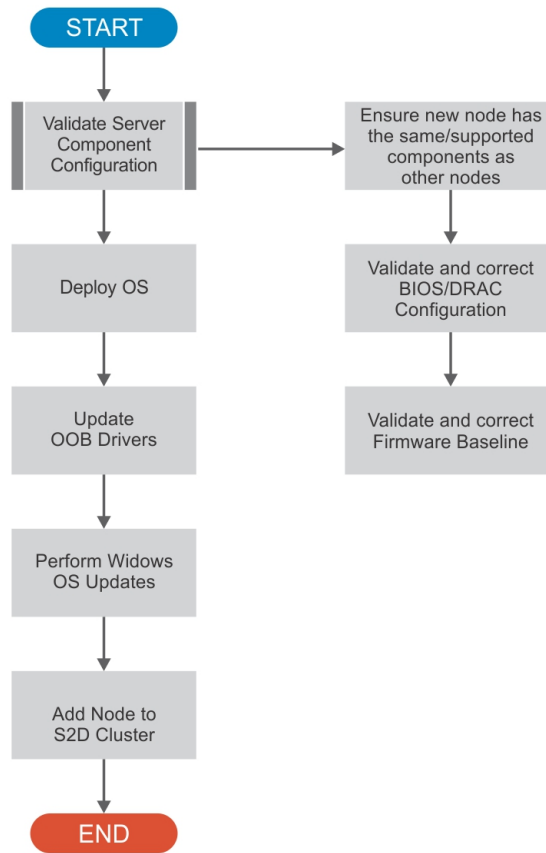 START
Validate Server
Component
Configuration
Ensure new node has
the same/supported
components as
other nodes
Deploy OS
Validate and correct
BIOS/DRAC
Configuration
Update
OOB Drivers
Validate and correct
Firmware Baseline
Perform Widows
OS Updates
Add Node to
S2D Cluster
END